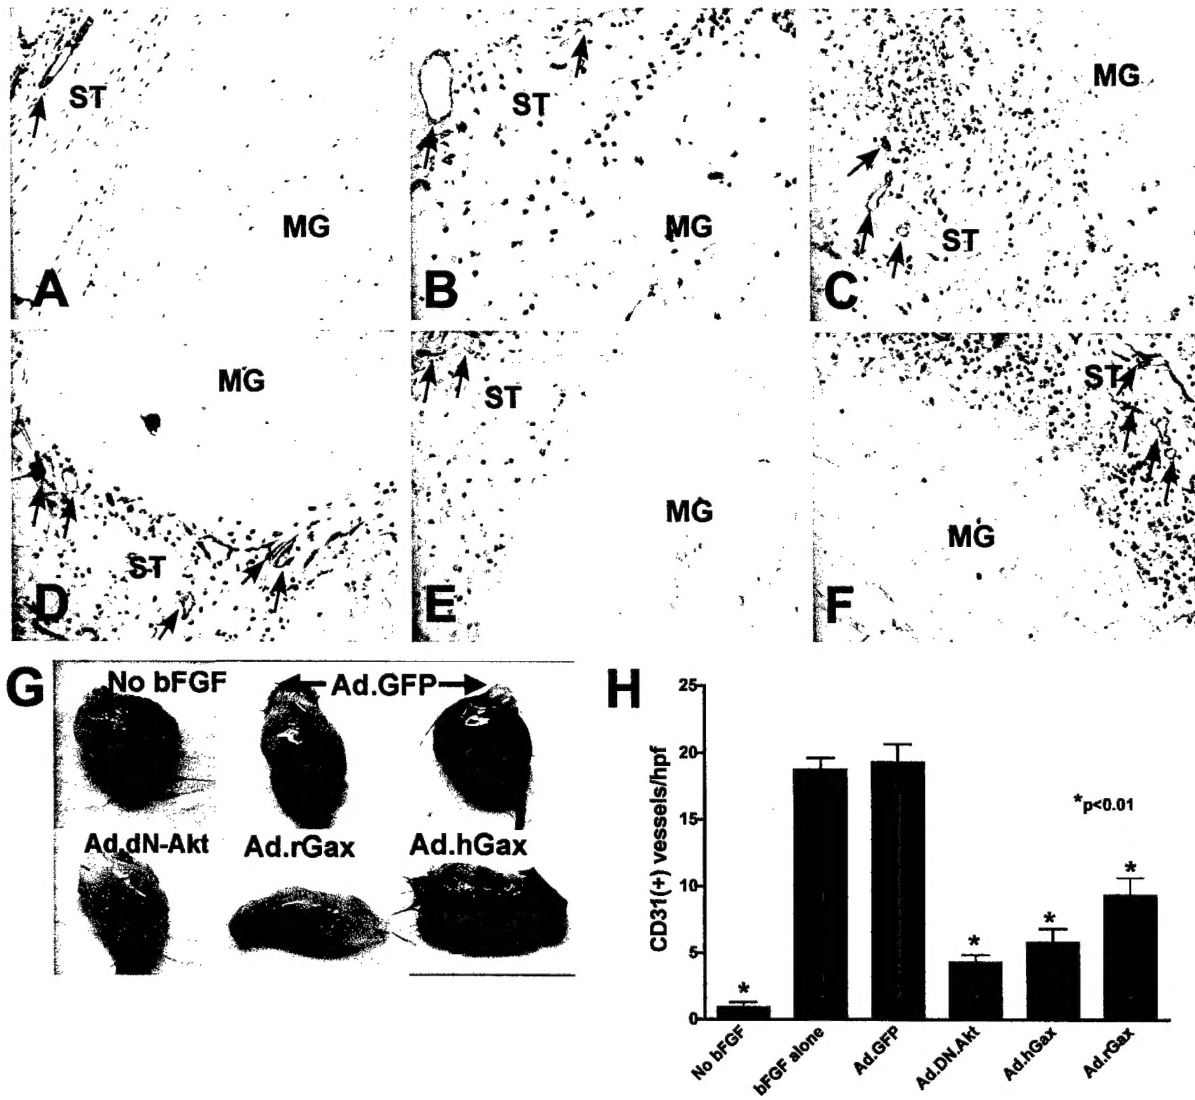 ST
MG
A
ST
MG
B
MG
ST
C
MG
ST
D
ST
MG
E
ST
MG
F
G
No bFGF
Ad.GFP
Ad.dN-Akt
Ad.rGax
Ad.hGax
H
CD31(+) vessels/hpf
25
20
15
10
5
0
*p<0.01
*
*
*
*
No bFGF
bFGF alone
Ad.GFP
Ad.DN.Akt
Ad.hGax
Ad.rGax